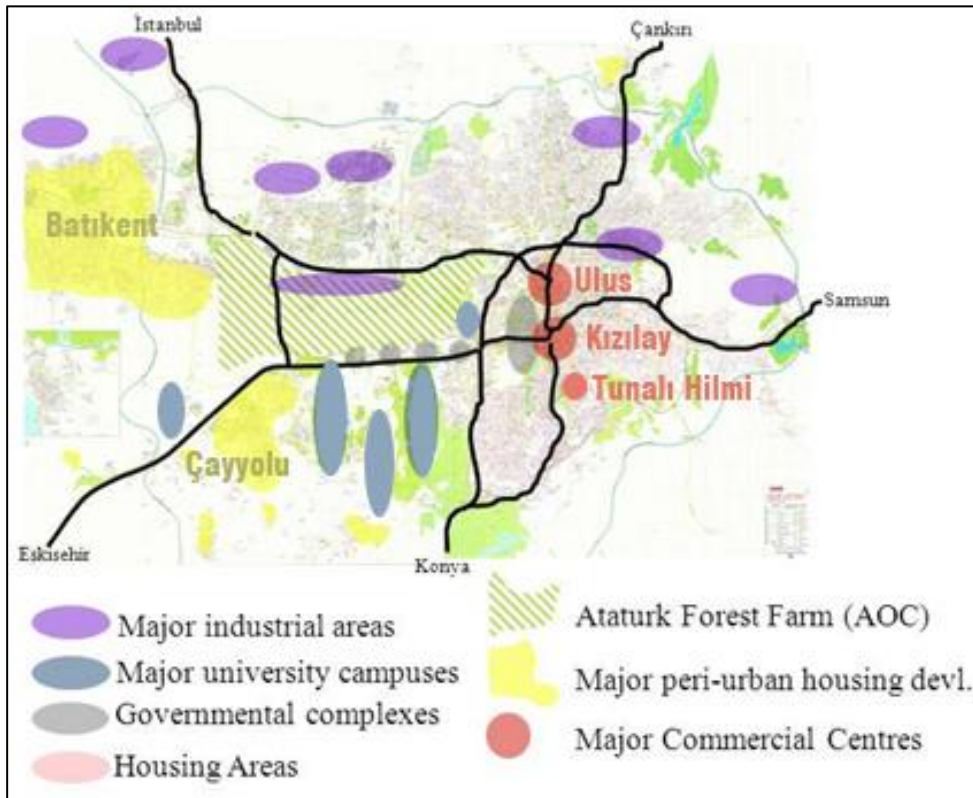 İstanbul
Çankırı
Batıkent
Ulus
Samsun
Kızılay
Tunalı Hilmi
Çayyolu
Eskisehir
Konya
Major industrial areas
Major university campuses
Governmental complexes
Housing Areas
Ataturk Forest Farm (AOC)
Major peri-urban housing devl.
Major Commercial Centres